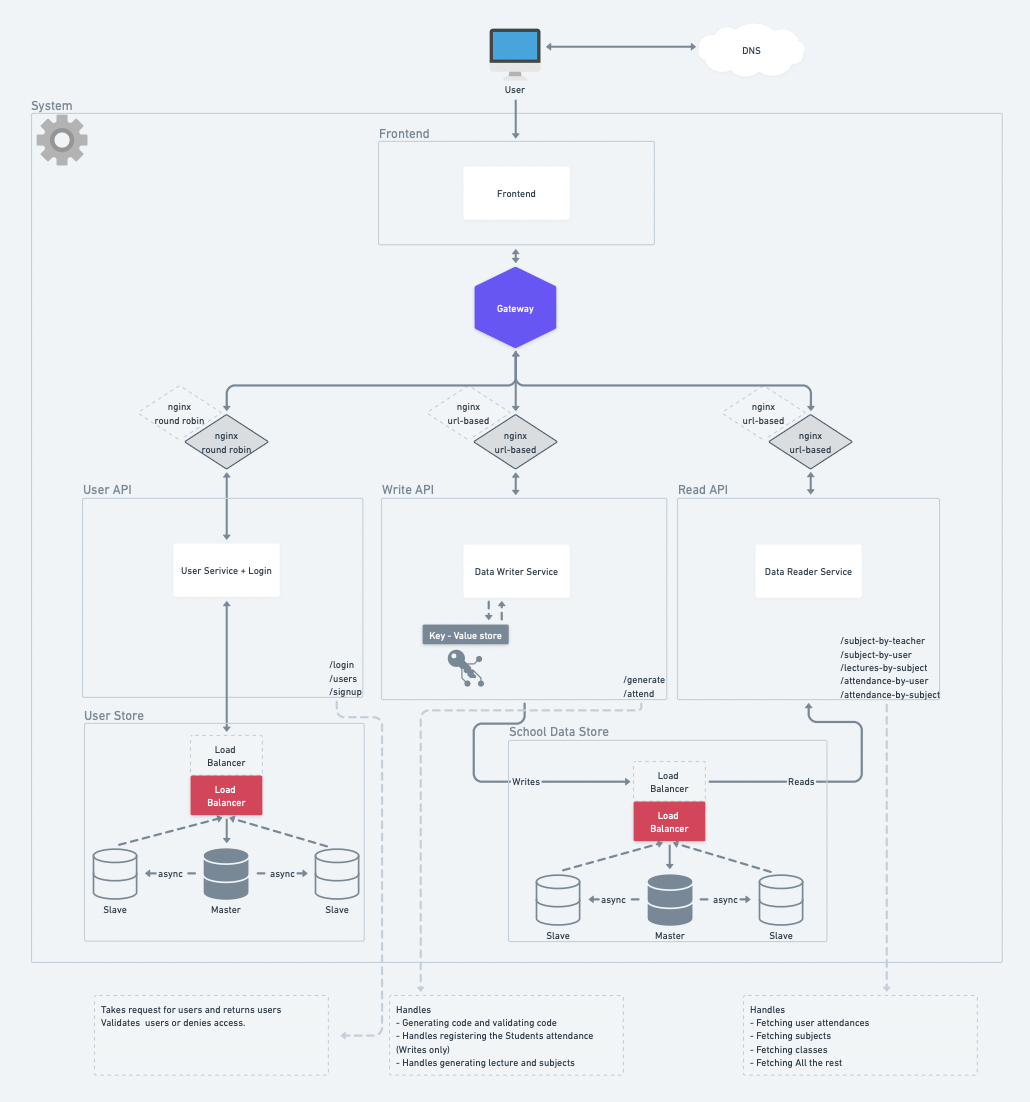 DNS
User
System
Frontend
Frontend
Gateway
nginx
round robin
nginx
round robin
nginx
url-based
nginx
url-based
nginx
url-based
nginx
url-based
User API
User Serivice + Login
/login
/users
/signup
Write API
Data Writer Service
Key - Value store
/generate
/attend
Read API
Data Reader Service
/subject-by-teacher
/subject-by-user
/lectures-by-subject
/attendance-by-user
/attendance-by-subject
User Store
Load
Balancer
Load
Balancer
async
async
Slave
Master
Slave
School Data Store
Writes
Load
Balancer
Reads
Load
Balancer
async
async
Slave
Master
Slave
Takes request for users and returns users
Validates users or denies access.
Handles
- Generating code and validating code
- Handles registering the Students attendance
(Writes only)
- Handles generating lecture and subjects
Handles
- Fetching user attendances
- Fetching subjects
- Fetching classes
- Fetching All the rest